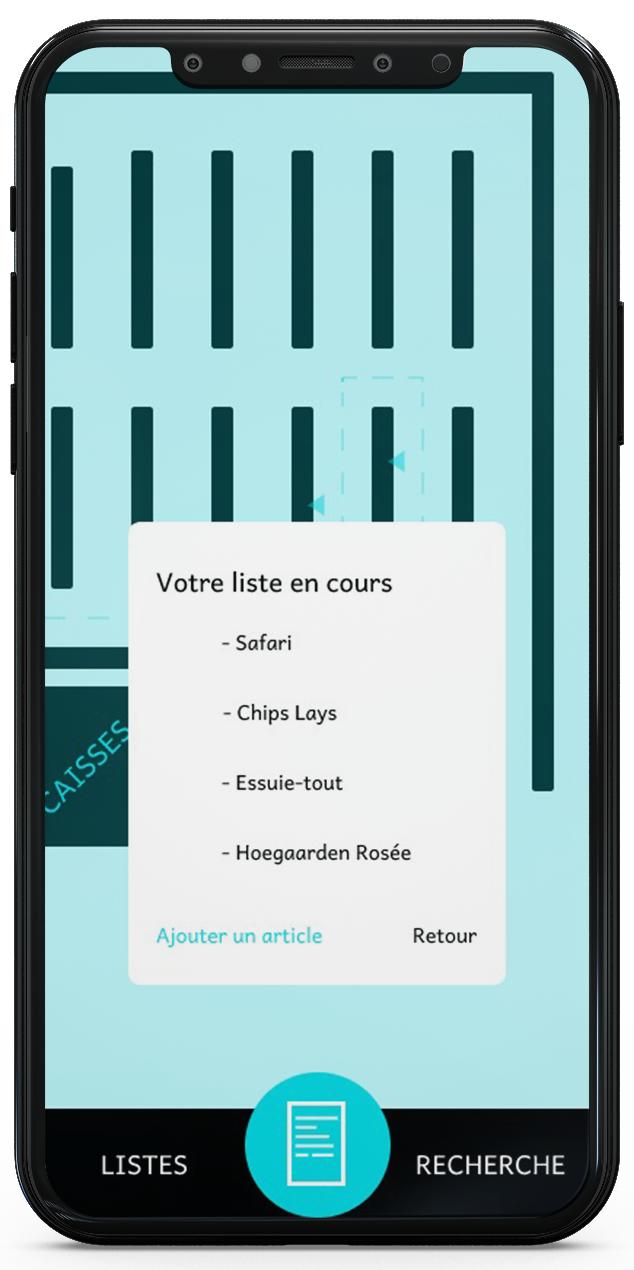 CAISSES
Votre liste en cours
- Safari
- Chips Lays
- Essuie-tout
- Hoegaarden Rosée
Ajouter un article
Retour
LISTES
RECHERCHE